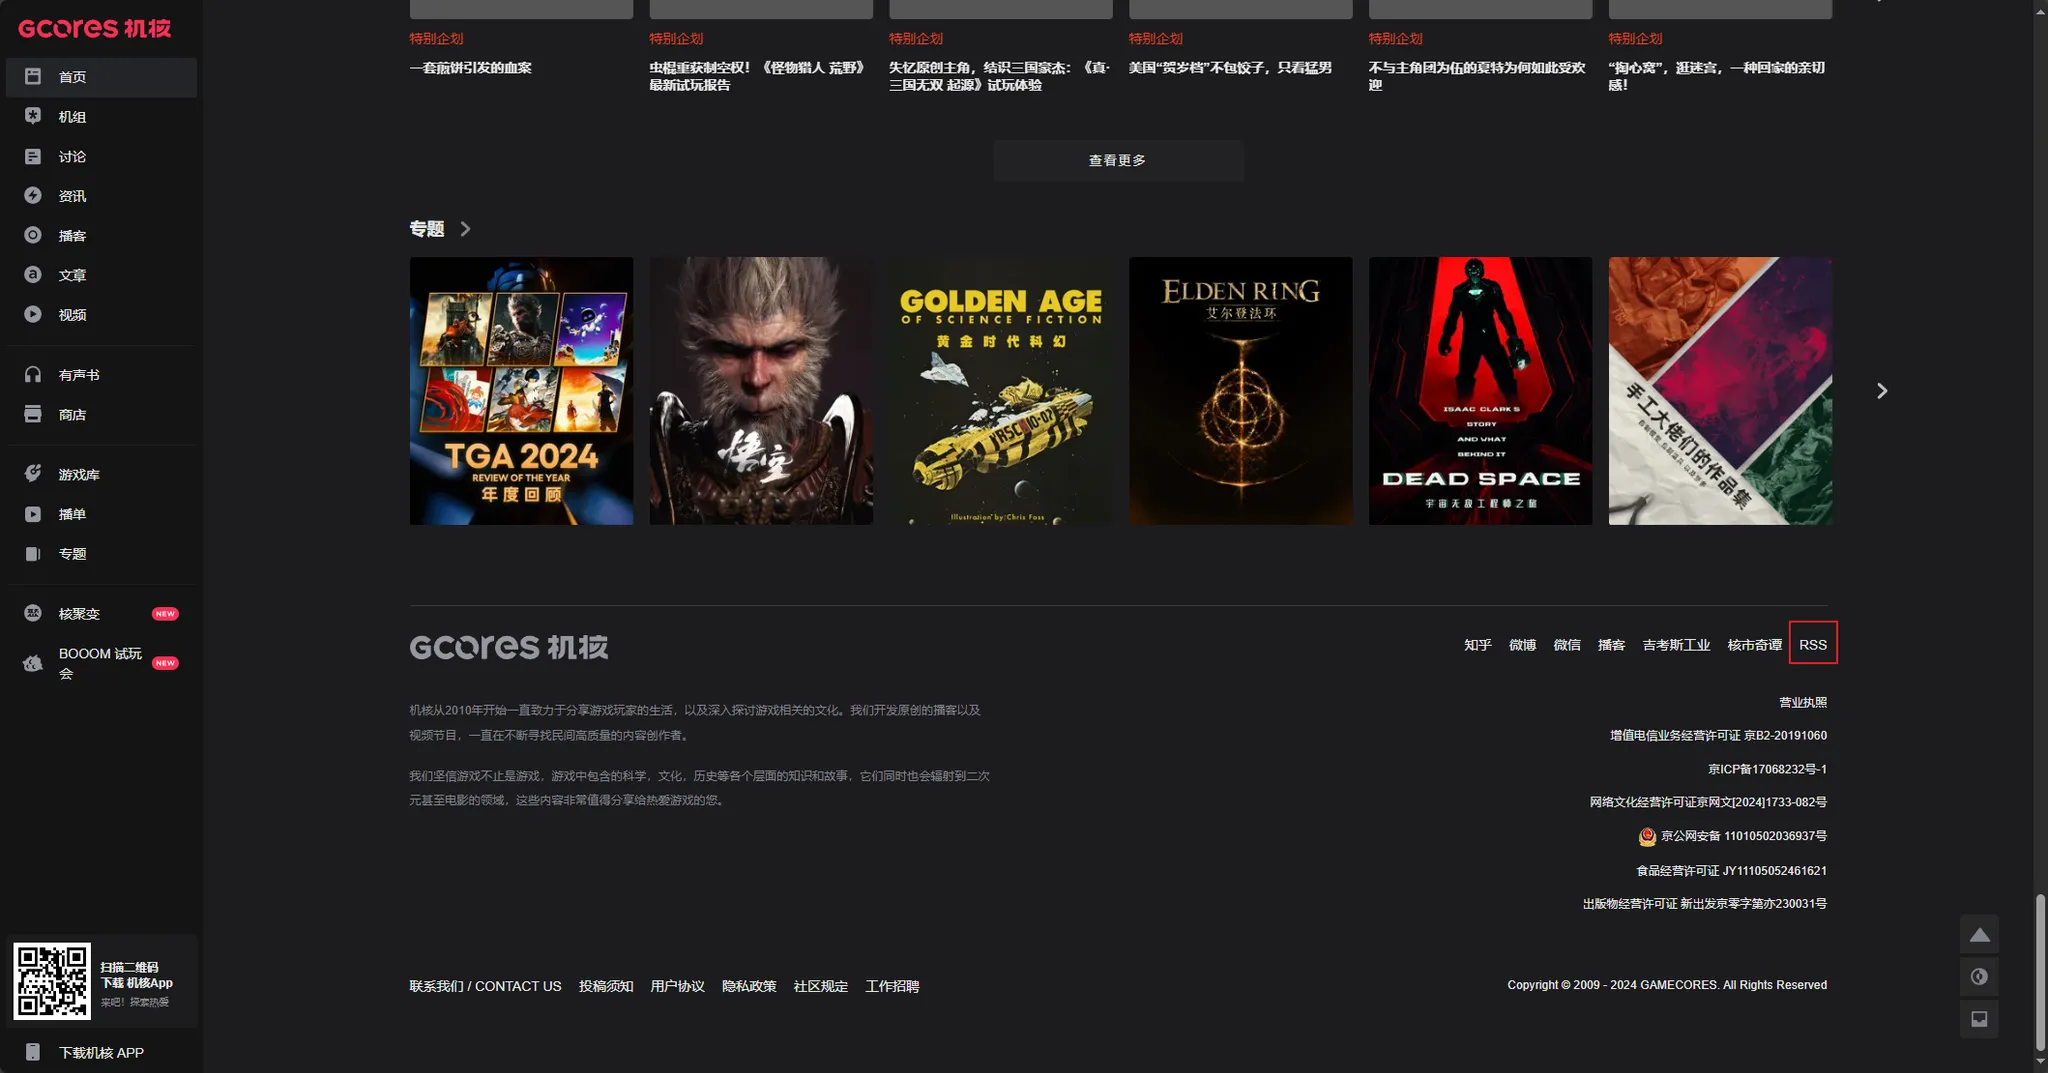 GCORES 机核
首页
机组
讨论
资讯
播客
文章
视频
有声书
商店
游戏库
播单
专题
核聚变 NEW
BOOOM 试玩会 NEW
扫描二维码
下载 机核App
来吧！探索热爱
下载机核 APP
特别企划
一套煎饼引发的血案
特别企划
虫棍重获制空权！《怪物猎人 荒野》
最新试玩报告
特别企划
失忆原创主角，结识三国豪杰：《真·
三国无双 起源》试玩体验
特别企划
美国“贺岁档”不包饺子，只看猛男
特别企划
不与主角团为伍的夏特为何如此受欢
迎
特别企划
“掏心窝”，逛迷宫，一种回家的亲切
感！
查看更多
专题
TGA 2024
REVIEW OF THE YEAR
年度回顾
悟空
GOLDEN AGE
OF SCIENCE FICTION
黄金时代科幻
VRSC 10-02
Illustration by: Chris Foss
ELDEN RING
艾尔登法环
ISAAC CLARK'S
STORY
AND WHAT
BEHIND IT
DEAD SPACE
宇宙无敌工程师之旅
手工大佬们的作品集
GCORES 机核
知乎 微博 微信 播客 吉考斯工业 核市奇谭 RSS
机核从2010年开始一直致力于分享游戏玩家的生活，以及深入探讨游戏相关的文化。我们开发原创的播客以及
视频节目，一直在不断寻找民间高质量的内容创作者。
我们坚信游戏不止是游戏，游戏中包含的科学，文化，历史等各个层面的知识和故事，它们同时也会辐射到二次
元甚至电影的领域，这些内容非常值得分享给热爱游戏的您。
营业执照
增值电信业务经营许可证 京B2-20191060
京ICP备17068232号-1
网络文化经营许可证京网文[2024]1733-082号
京公网安备 11010502036937号
食品经营许可证 JY11105052461621
出版物经营许可证 新出发京零字第亦230031号
联系我们 / CONTACT US 投稿须知 用户协议 隐私政策 社区规定 工作招聘
Copyright © 2009 - 2024 GAMECORES. All Rights Reserved